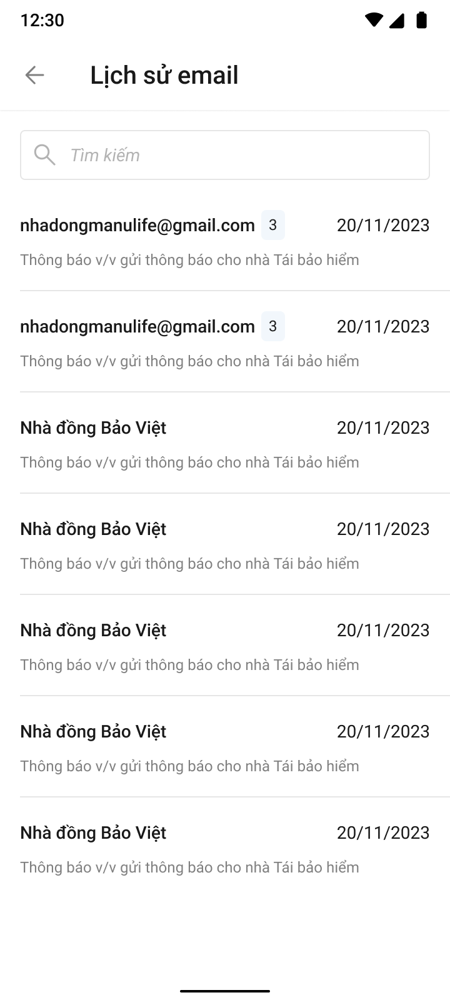 12:30
Lịch sử email
Tìm kiếm
nhadongmanulife@gmail.com 3 20/11/2023
Thông báo v/v gửi thông báo cho nhà Tái bảo hiểm
nhadongmanulife@gmail.com 3 20/11/2023
Thông báo v/v gửi thông báo cho nhà Tái bảo hiểm
Nhà đồng Bảo Việt 20/11/2023
Thông báo v/v gửi thông báo cho nhà Tái bảo hiểm
Nhà đồng Bảo Việt 20/11/2023
Thông báo v/v gửi thông báo cho nhà Tái bảo hiểm
Nhà đồng Bảo Việt 20/11/2023
Thông báo v/v gửi thông báo cho nhà Tái bảo hiểm
Nhà đồng Bảo Việt 20/11/2023
Thông báo v/v gửi thông báo cho nhà Tái bảo hiểm
Nhà đồng Bảo Việt 20/11/2023
Thông báo v/v gửi thông báo cho nhà Tái bảo hiểm